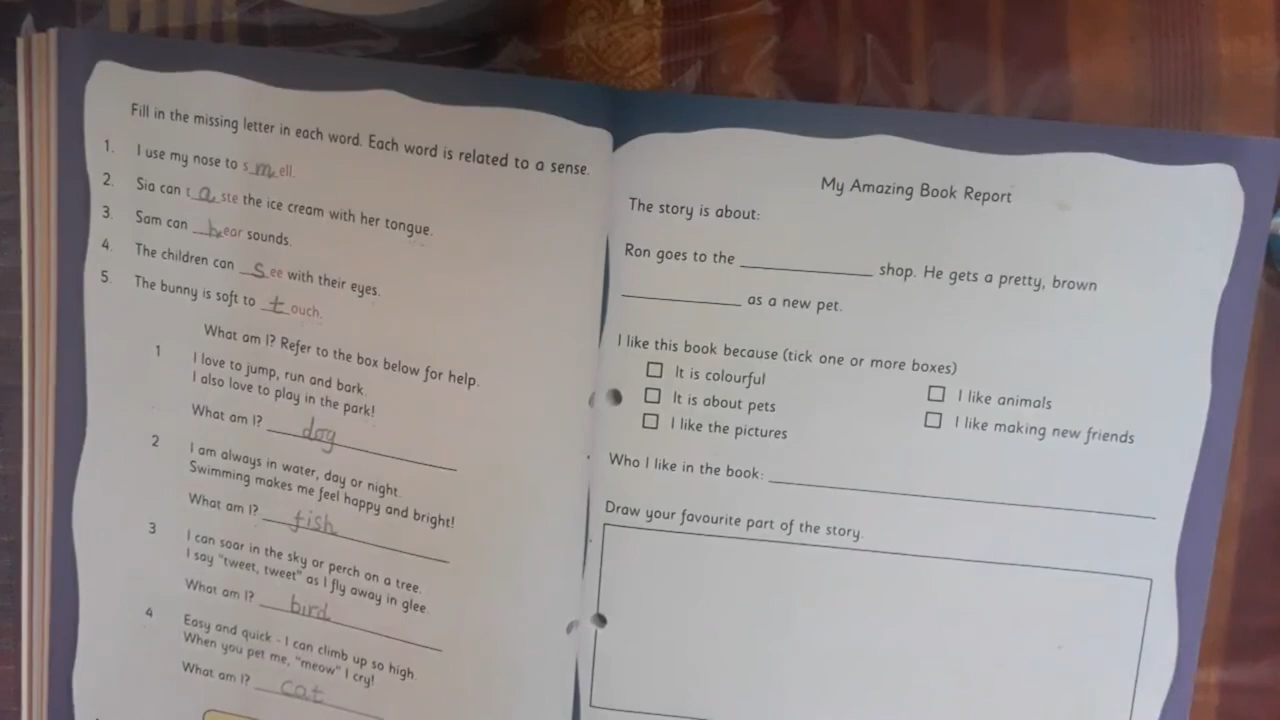 Fill in the missing letter in each word. Each word is related to a sense.
1. I use my nose to smell.
2. Sia can taste the ice cream with her tongue.
3. Sam can hear sounds.
4. The children can see with their eyes.
5. The bunny is soft to touch.
What am I? Refer to the box below for help.
1 I love to jump, run and bark.
I also love to play in the park!
What am I? dog
2 I am always in water, day or night.
Swimming makes me feel happy and bright!
What am I? fish
3 I can soar in the sky or perch on a tree.
I say "tweet, tweet" as I fly away in glee.
What am I? bird
4 Easy and quick - I can climb up so high.
When you pet me, "meow" I cry!
What am I? cat
My Amazing Book Report
The story is about:
Ron goes to the ____________ shop. He gets a pretty, brown
____________ as a new pet.
I like this book because (tick one or more boxes)
It is colourful
I like animals
It is about pets
I like making new friends
I like the pictures
Who I like in the book: ____________
Draw your favourite part of the story.